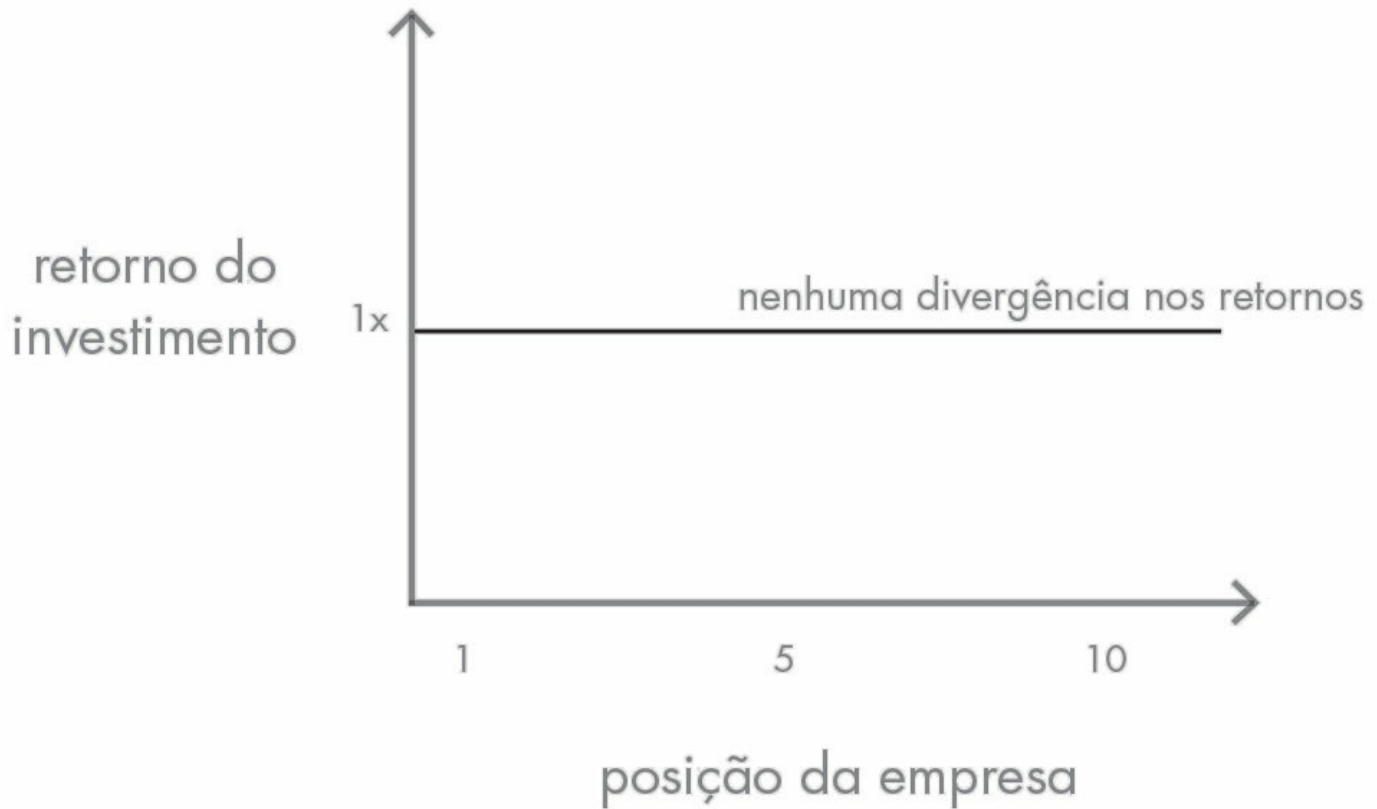 retorno do
investimento
1x
nenhuma divergência nos retornos
1
5
10
posição da empresa